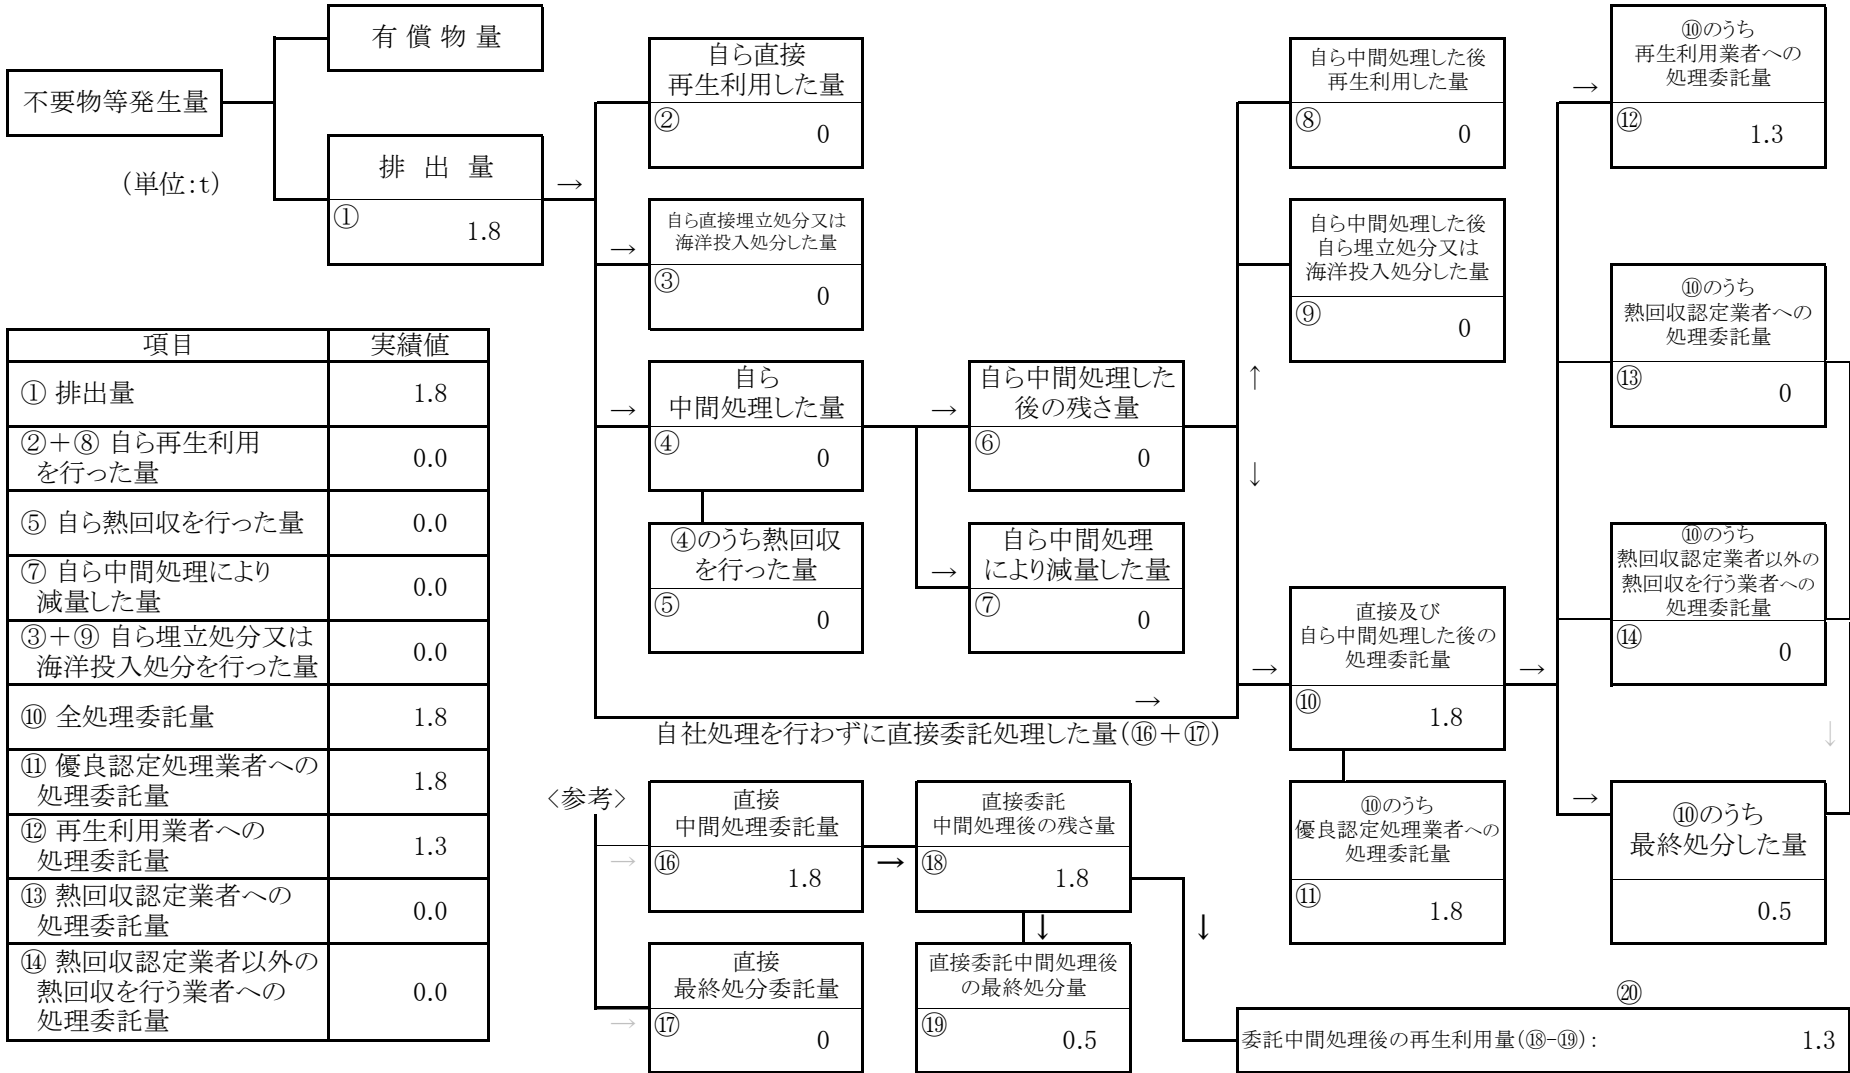 有 償 物 量
不要物等発生量
(単位:t)
排 出 量
①
1.8
→
自ら直接
再生利用した量
②
0
→
自ら直接埋立処分又は
海洋投入処分した量
③
0
→
自ら
中間処理した量
④
0
④のうち熱回収
を行った量
⑤
0
→
自ら中間処理した
後の残さ量
⑥
0
→
自ら中間処理
により減量した量
⑦
0
自ら中間処理した後
再生利用した量
⑧
0
自ら中間処理した後
自ら埋立処分又は
海洋投入処分した量
⑨
0
↑
↓
→
自社処理を行わずに直接委託処理した量(⑯+⑰)
→
直接及び
自ら中間処理した後の
処理委託量
⑩
1.8
⑩のうち
優良認定処理業者への
処理委託量
⑪
1.8
→
→
⑩のうち
再生利用業者への
処理委託量
⑫
1.3
⑩のうち
熱回収認定業者への
処理委託量
⑬
0
⑩のうち
熱回収認定業者以外の
熱回収を行う業者への
処理委託量
⑭
0
↓
→
⑩のうち
最終処分した量
0.5
項目 実績値
① 排出量 1.8
②+⑧ 自ら再生利用
を行った量 0.0
⑤ 自ら熱回収を行った量 0.0
⑦ 自ら中間処理により
減量した量 0.0
③+⑨ 自ら埋立処分又は
海洋投入処分を行った量 0.0
⑩ 全処理委託量 1.8
⑪ 優良認定処理業者への
処理委託量 1.8
⑫ 再生利用業者への
処理委託量 1.3
⑬ 熱回収認定業者への
処理委託量 0.0
⑭ 熱回収認定業者以外の
熱回収を行う業者への
処理委託量 0.0
〈参考〉
→
直接
中間処理委託量
⑯
1.8
→
直接委託
中間処理後の残さ量
⑱
1.8
↓
↓
→
直接
最終処分委託量
⑰
0
直接委託中間処理後
の最終処分量
⑲
0.5
⑳
委託中間処理後の再生利用量(⑱-⑲): 1.3